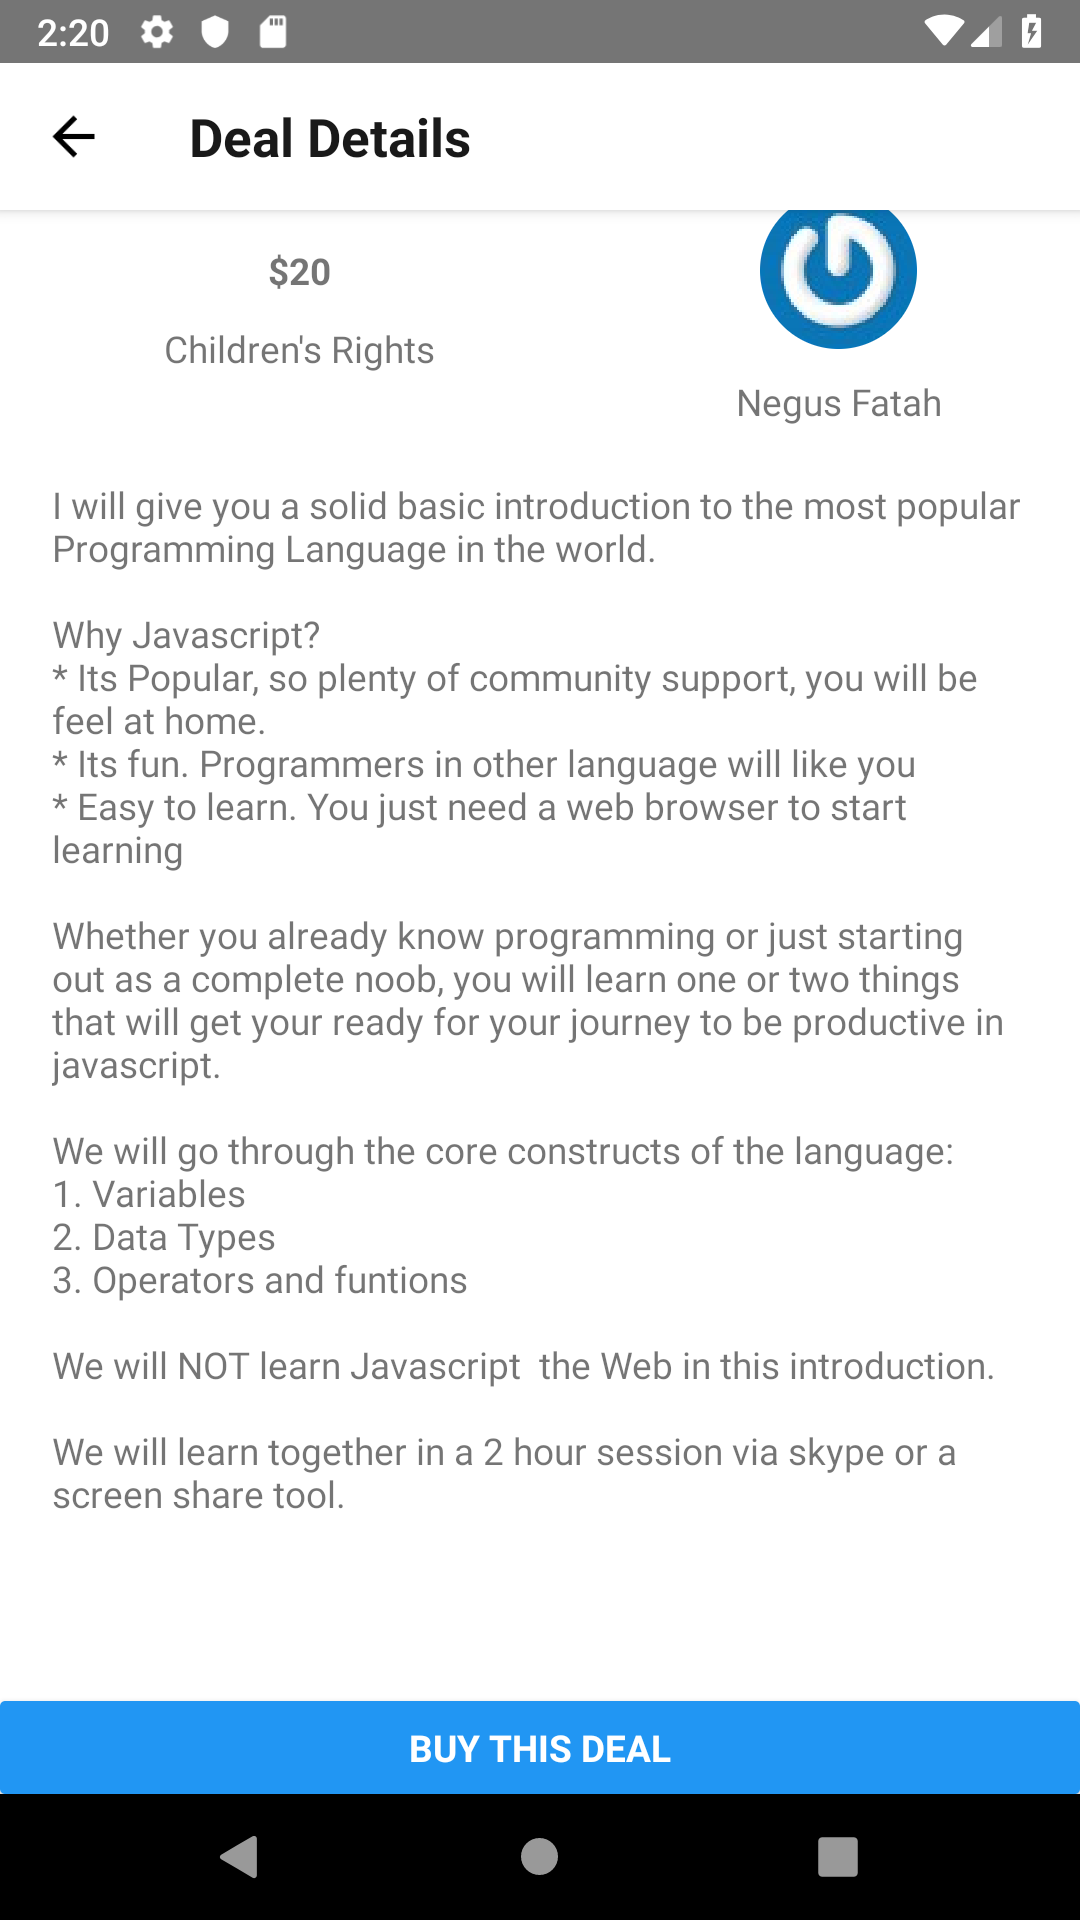 2:20
Deal Details
$20
Children's Rights
Negus Fatah
I will give you a solid basic introduction to the most popular
Programming Language in the world.
Why Javascript?
* Its Popular, so plenty of community support, you will be
feel at home.
* Its fun. Programmers in other language will like you
* Easy to learn. You just need a web browser to start
learning
Whether you already know programming or just starting
out as a complete noob, you will learn one or two things
that will get your ready for your journey to be productive in
javascript.
We will go through the core constructs of the language:
1. Variables
2. Data Types
3. Operators and funtions
We will NOT learn Javascript  the Web in this introduction.
We will learn together in a 2 hour session via skype or a
screen share tool.
BUY THIS DEAL